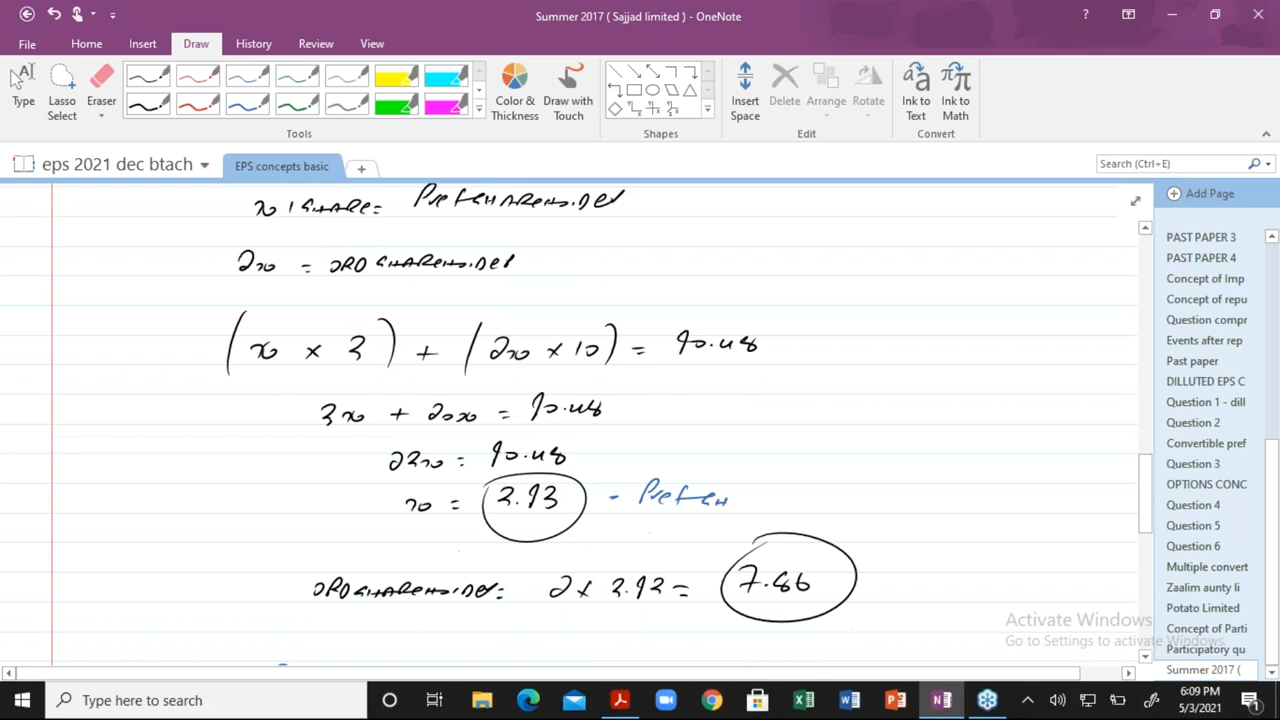 Summer 2017 ( Sajjad limited ) - OneNote
File Home Insert Draw History Review View
Type
Lasso Select
Eraser
Color & Thickness
Draw with Touch
Insert Space
Delete
Arrange
Rotate
Ink to Text
Ink to Math
Tools
Shapes
Edit
Convert
eps 2021 dec btach
EPS concepts basic
Search (Ctrl+E)
Add Page
PAST PAPER 3
PAST PAPER 4
Concept of Imp
Concept of repu
Question compr
Events after rep
Past paper
DILLUTED EPS C
Question 1 - dill
Question 2
Convertible pref
Question 3
OPTIONS CONC
Question 4
Question 5
Question 6
Multiple convert
Zaalim aunty li
Potato Limited
Concept of Parti
Participatory qu
Summer 2017 (
x 1 SHARE = Pref SHAREHOLDER
2x = ORD SHAREHOLDER
(x × 3) + (2x × 10) = 90.48
3x + 20x = 90.48
23x = 90.48
x = 3.93 - Pref SH
ORD SHAREHOLDER = 2 × 3.93 = 7.86
Activate Windows
Go to Settings to activate Windows.
Type here to search
6:09 PM
5/3/2021